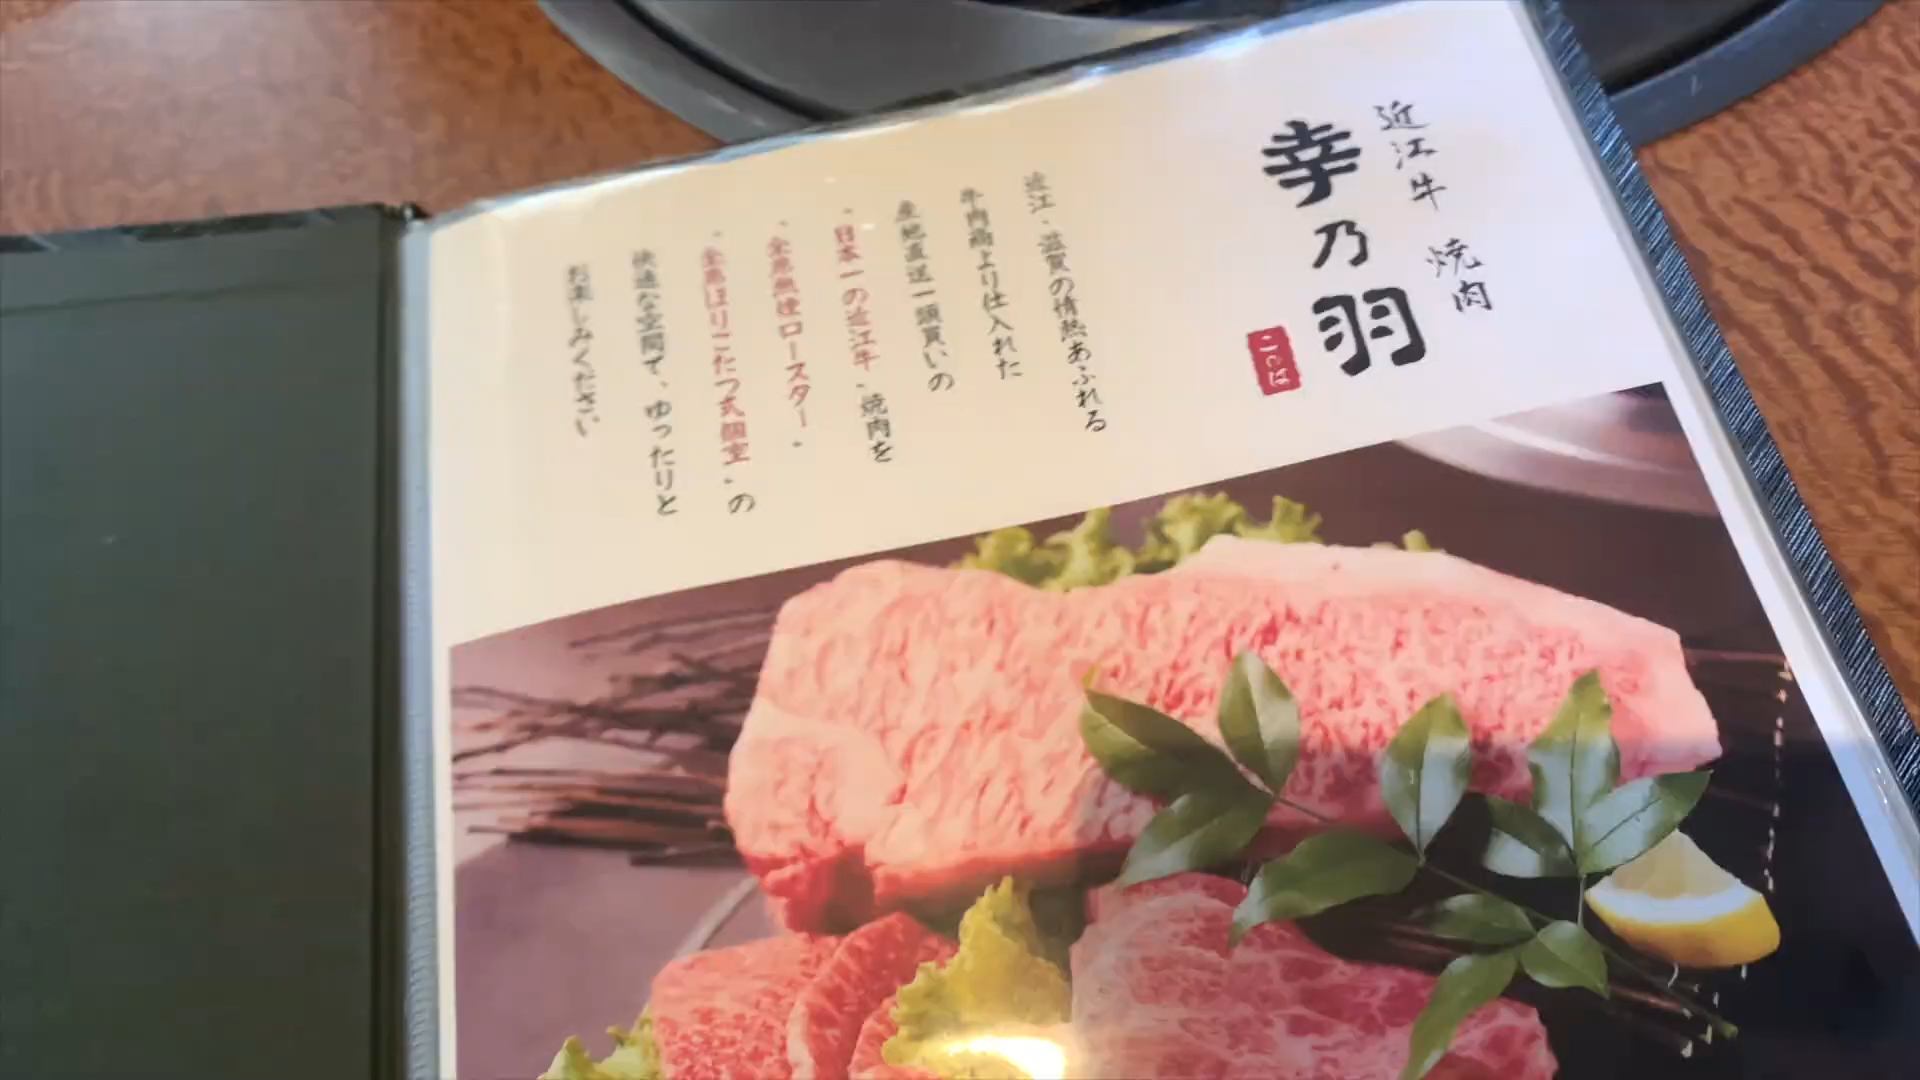 近江牛 焼肉
幸乃羽
このは
近江、滋賀の情熱あふれる
牛肉商より仕入れた
産地直送一頭買いの
“日本一の近江牛„焼肉を
“全席無煙ロースター„
“全席ほりこたつ式個室„の
快適な空間で、ゆったりと
お楽しみください